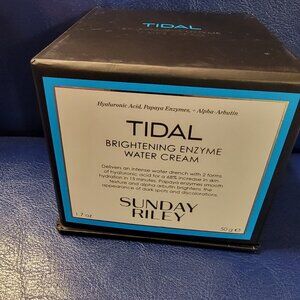 TIDAL
Hyaluronic Acid, Papaya Enzymes, + Alpha Arbutin
TIDAL
BRIGHTENING ENZYME
WATER CREAM
Delivers an intense water drench with 2 forms
of hyaluronic acid for a 68% increase in skin
hydration in 15 minutes. Papaya enzymes smooth
texture and alpha arbutin brightens the
appearance of dark spots and discolorations.
SUNDAY
RILEY
1.7 oz
50 g e